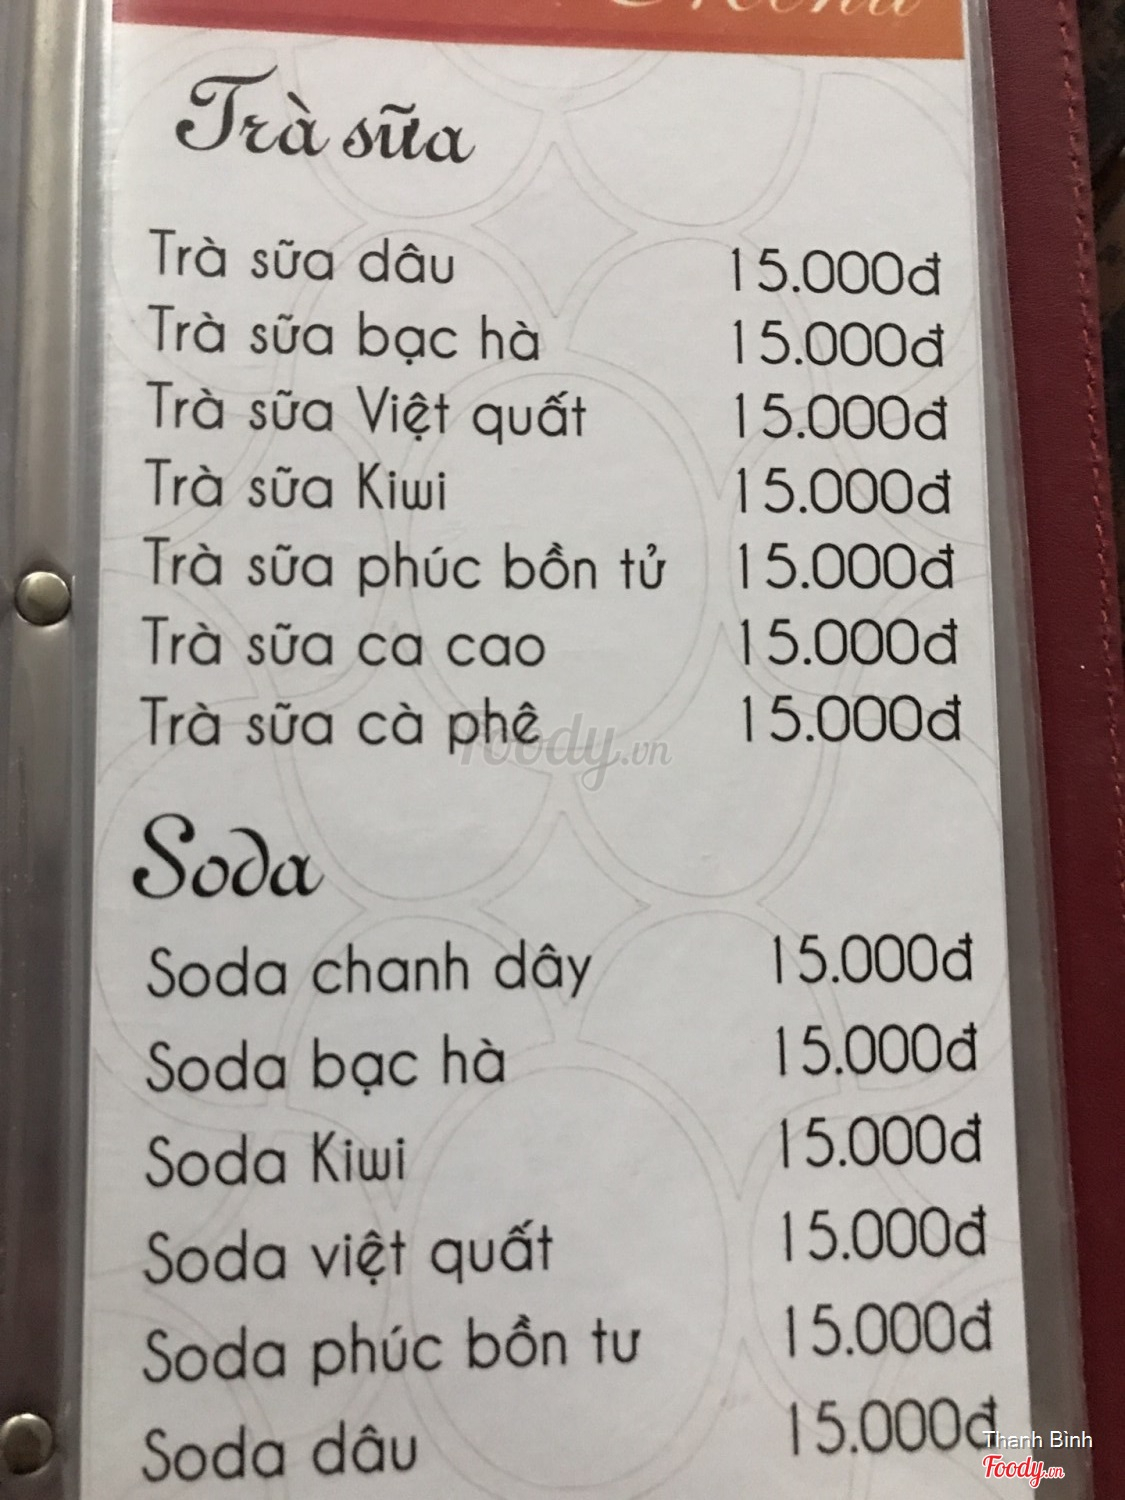 Menu
Trà sữa
Trà sữa dâu 15.000đ
Trà sữa bạc hà 15.000đ
Trà sữa Việt quất 15.000đ
Trà sữa Kiwi 15.000đ
Trà sữa phúc bồn tử 15.000đ
Trà sữa ca cao 15.000đ
Trà sữa cà phê 15.000đ
foody.vn
Soda
Soda chanh dây 15.000đ
Soda bạc hà 15.000đ
Soda Kiwi 15.000đ
Soda việt quất 15.000đ
Soda phúc bồn tư 15.000đ
Soda dâu 15.000đ
Thanh Bình
Foody.vn